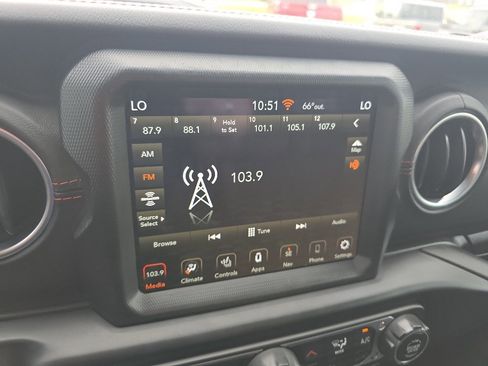 LO 10:51 66°out. LO
7 8 9 10 11 12
87.9 88.1 Hold to Set 101.1 105.1 107.9
AM
Map
FM
103.9
Source Select
Browse Tune Audio
103.9
Media Climate Controls Apps Nav Phone Settings
A/C